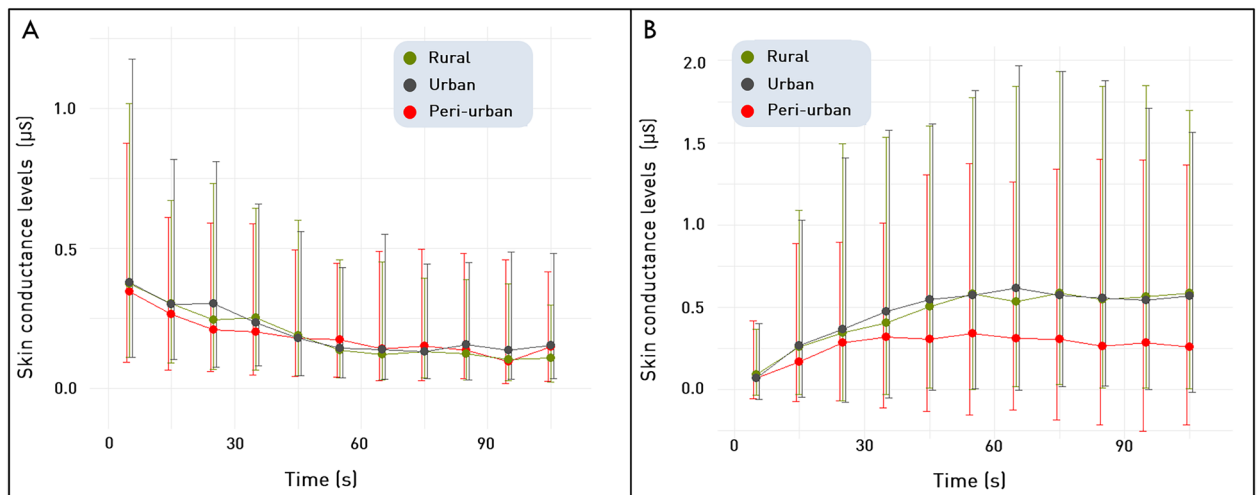 A
Rural
Urban
Peri-urban
Skin conductance levels (µS)
1.0
0.5
0.0
0
30
60
90
Time (s)
B
Rural
Urban
Peri-urban
Skin conductance levels (µS)
2.0
1.5
1.0
0.5
0.0
0
30
60
90
Time (s)